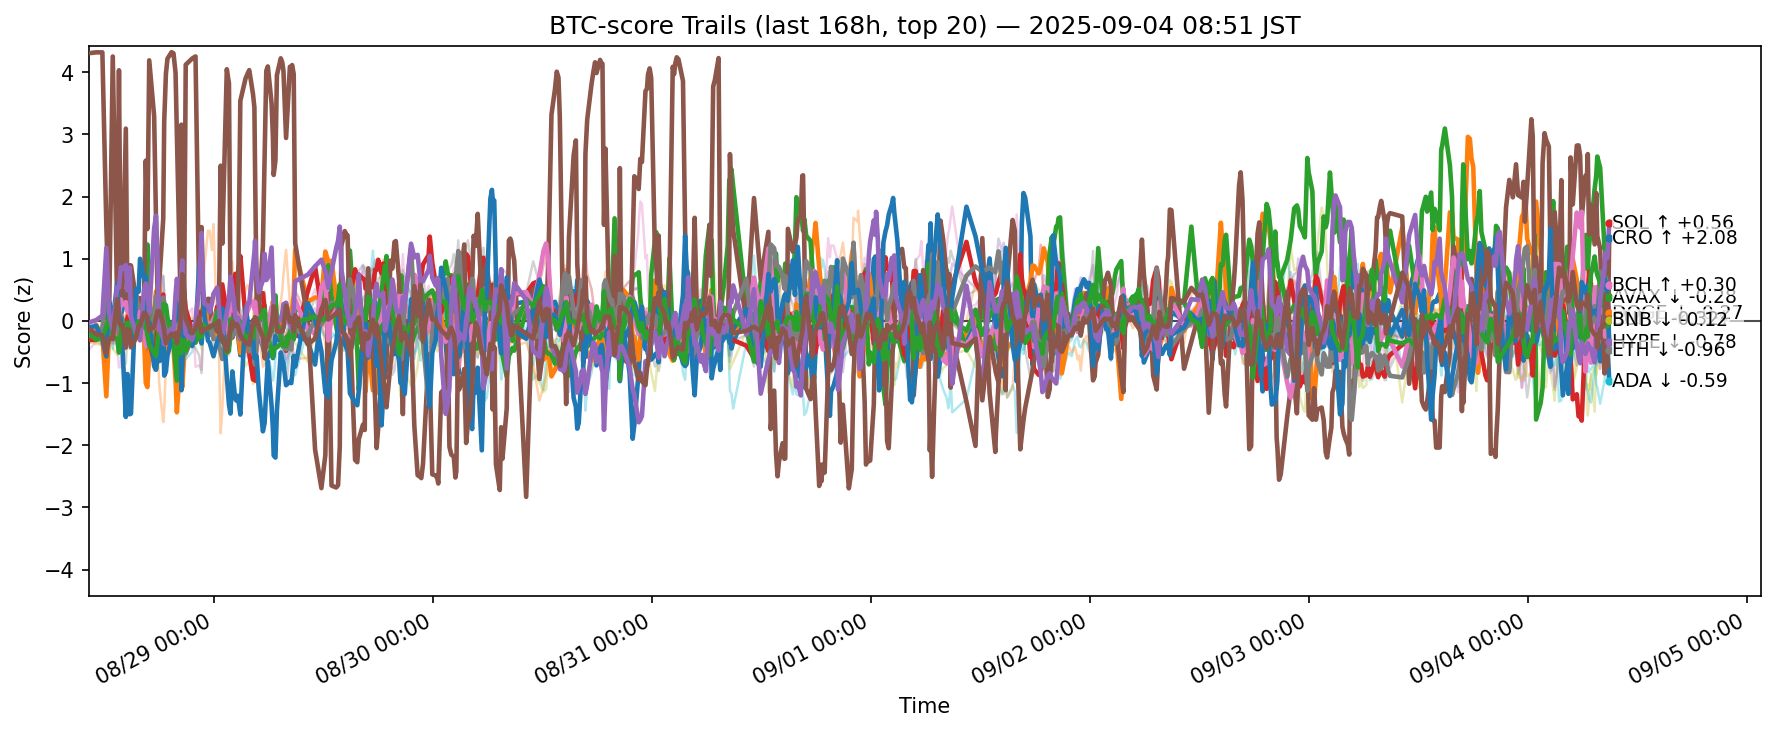 BTC-score Trails (last 168h, top 20) — 2025-09-04 08:51 JST
Score (z)
4
3
2
1
0
−1
−2
−3
−4
SOL ↑ +0.56
CRO ↑ +2.08
BCH ↑ +0.30
AVAX ↓ -0.28
BNB ↓ -0.12
HYPE ↓ -0.78
ETH ↓ -0.96
ADA ↓ -0.59
08/29 00:00
08/30 00:00
08/31 00:00
09/01 00:00
09/02 00:00
09/03 00:00
09/04 00:00
09/05 00:00
Time